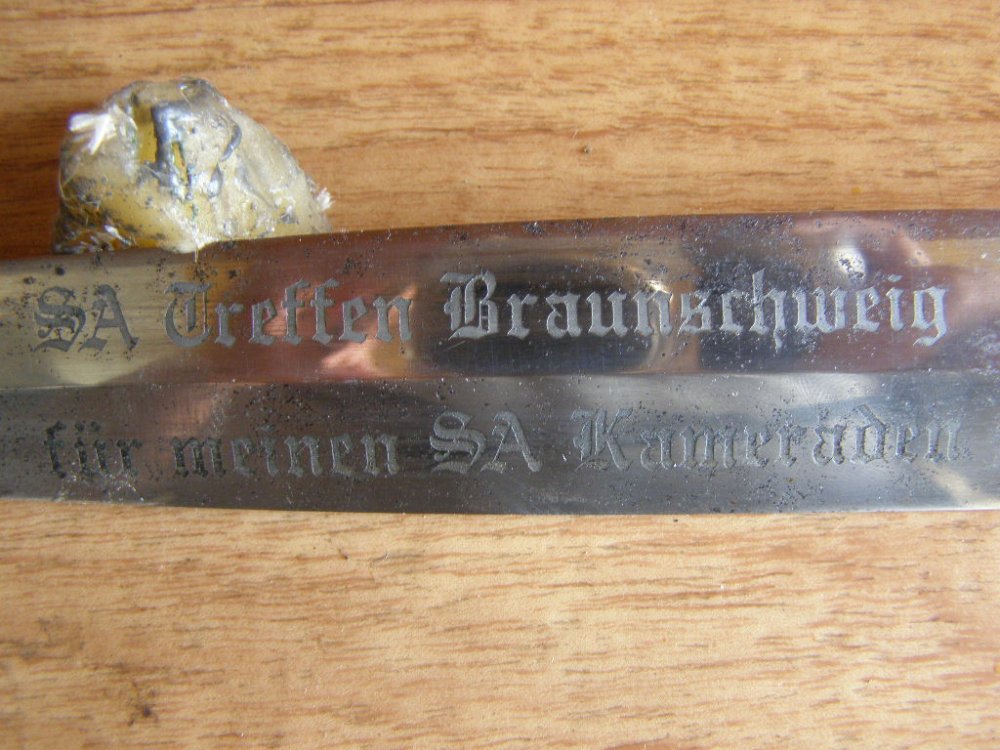 SA Treffen Braunschweig
für meinen SA Kameraden